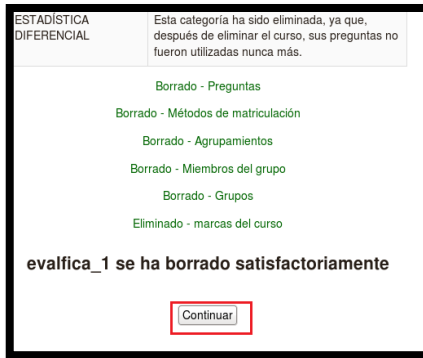 ESTADÍSTICA
DIFERENCIAL
Esta categoría ha sido eliminada, ya que,
después de eliminar el curso, sus preguntas no
fueron utilizadas nunca más.
Borrado - Preguntas
Borrado - Métodos de matriculación
Borrado - Agrupamientos
Borrado - Miembros del grupo
Borrado - Grupos
Eliminado - marcas del curso
evalfica_1 se ha borrado satisfactoriamente
Continuar